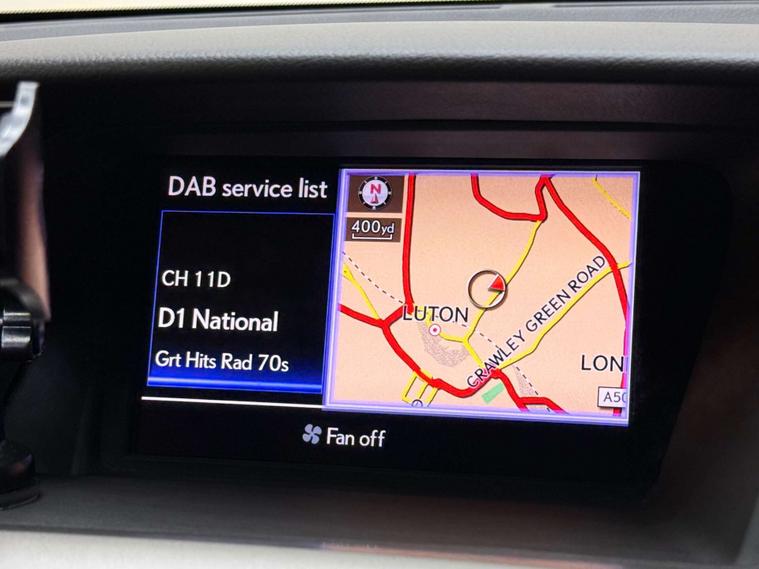 DAB service list
CH 11D
D1 National
Grt Hits Rad 70s
N
400yd
LUTON
CRAWLEY GREEN ROAD
LON
A50
Fan off